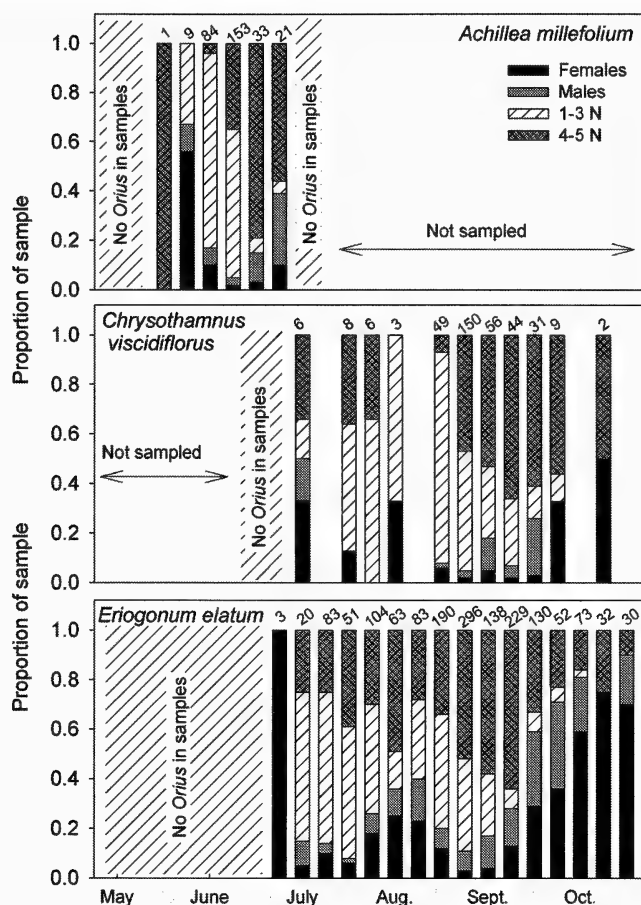 Achillea millefolium
1 9 84 153 33 21
Females
Males
1-3 N
4-5 N
No Orius in samples
No Orius in samples
Not sampled
1.0
0.8
0.6
0.4
0.2
0.0
Proportion of sample
Chrysothamnus
viscidiflorus
6 8 6 3 49 150 56 44 31 9 2
Not sampled
No Orius in samples
1.0
0.8
0.6
0.4
0.2
0.0
Proportion of sample
Eriogonum elatum
3 20 83 51 104 63 83 190 296 138 229 130 52 73 32 30
No Orius in samples
1.0
0.8
0.6
0.4
0.2
0.0
Proportion of sample
May June July Aug. Sept. Oct.